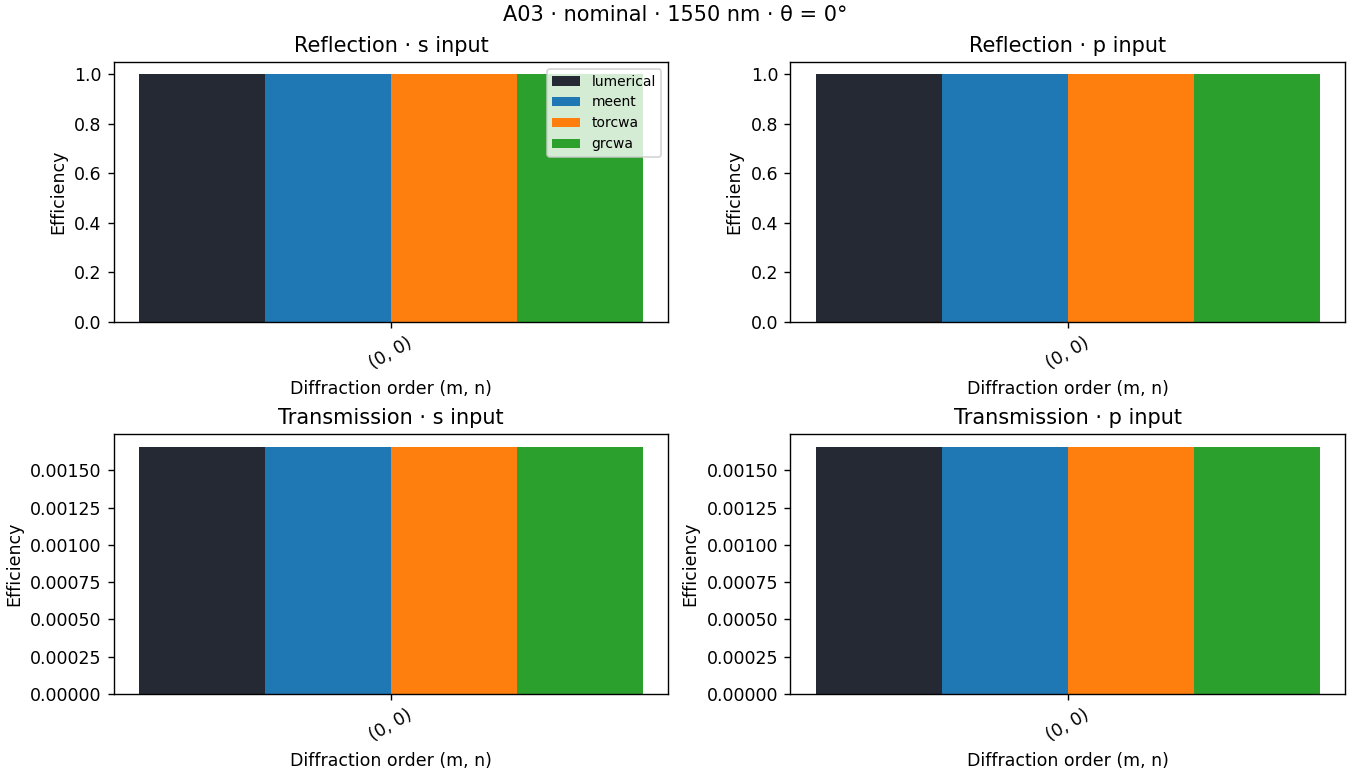 A03 · nominal · 1550 nm · θ = 0°
Reflection · s input
Efficiency
1.0
0.8
0.6
0.4
0.2
0.0
lumerical
meent
torcwa
grcwa
(0, 0)
Diffraction order (m, n)
Reflection · p input
Efficiency
1.0
0.8
0.6
0.4
0.2
0.0
(0, 0)
Diffraction order (m, n)
Transmission · s input
Efficiency
0.00150
0.00125
0.00100
0.00075
0.00050
0.00025
0.00000
(0, 0)
Diffraction order (m, n)
Transmission · p input
Efficiency
0.00150
0.00125
0.00100
0.00075
0.00050
0.00025
0.00000
(0, 0)
Diffraction order (m, n)